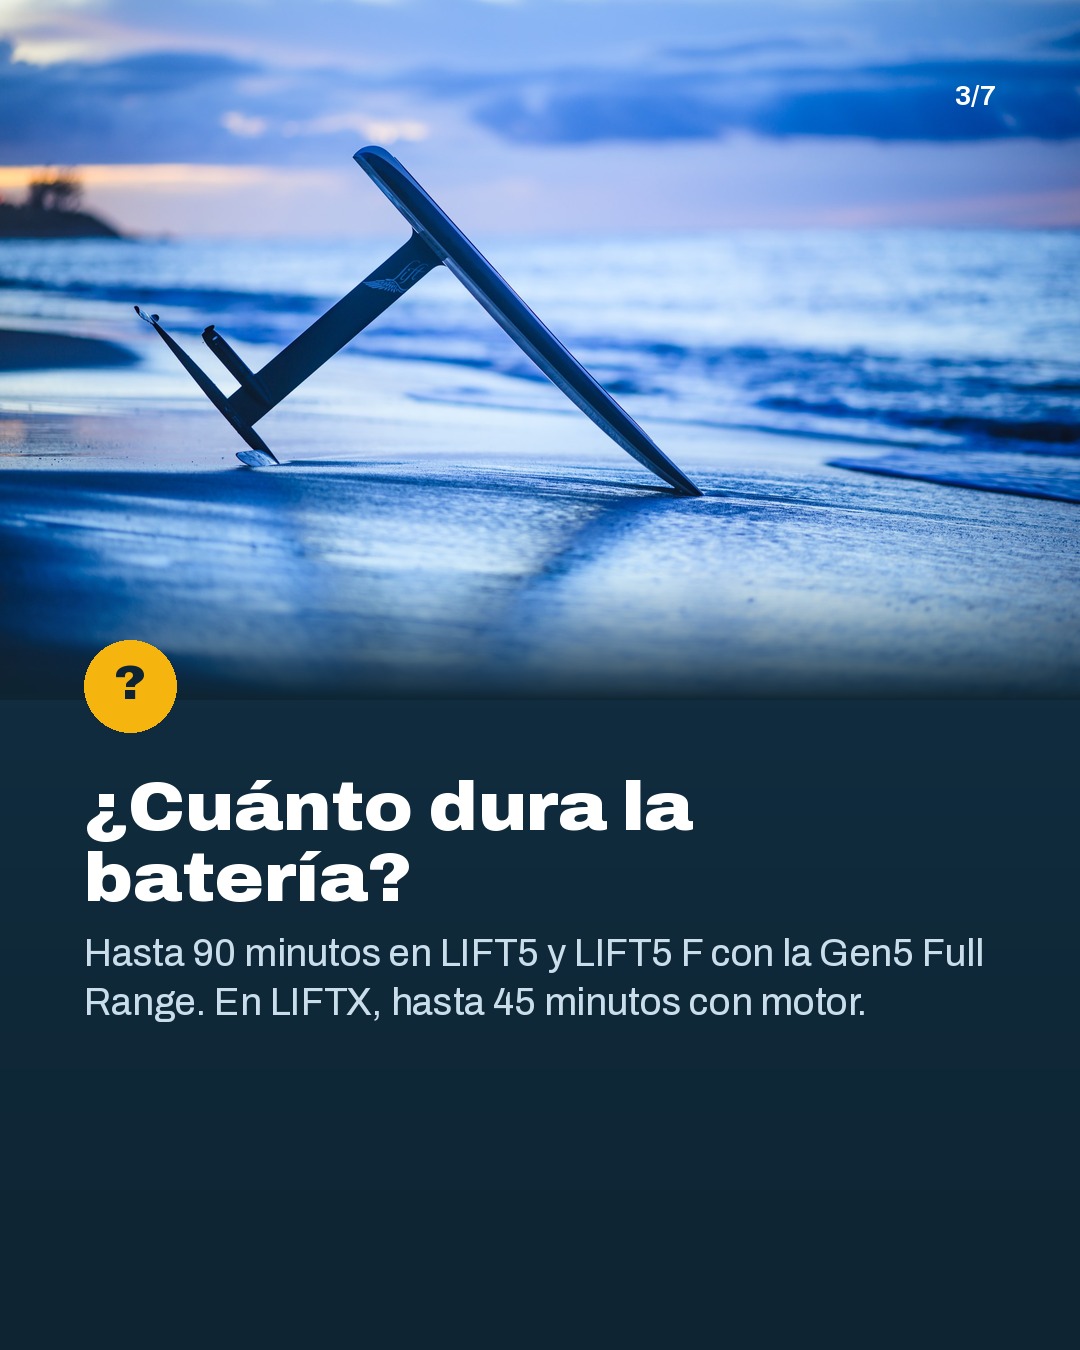 3/7
?
¿Cuánto dura la
batería?
Hasta 90 minutos en LIFT5 y LIFT5 F con la Gen5 Full
Range. En LIFTX, hasta 45 minutos con motor.